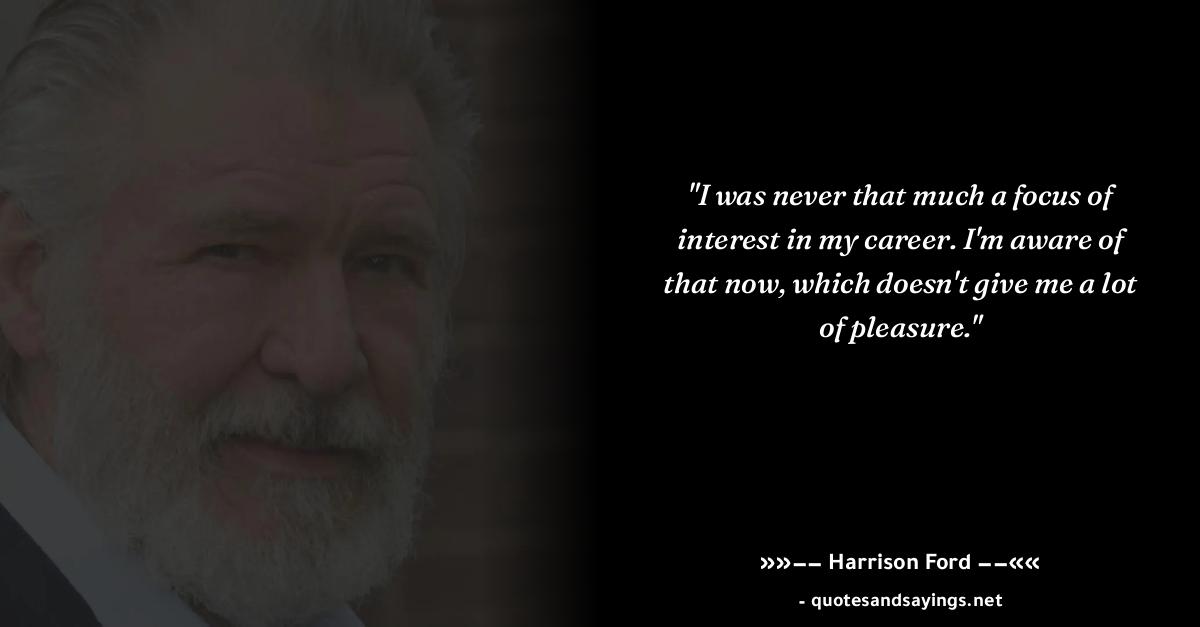 "I was never that much a focus of
interest in my career. I'm aware of
that now, which doesn't give me a lot
of pleasure."
»»−− Harrison Ford −−««
- quotesandsayings.net